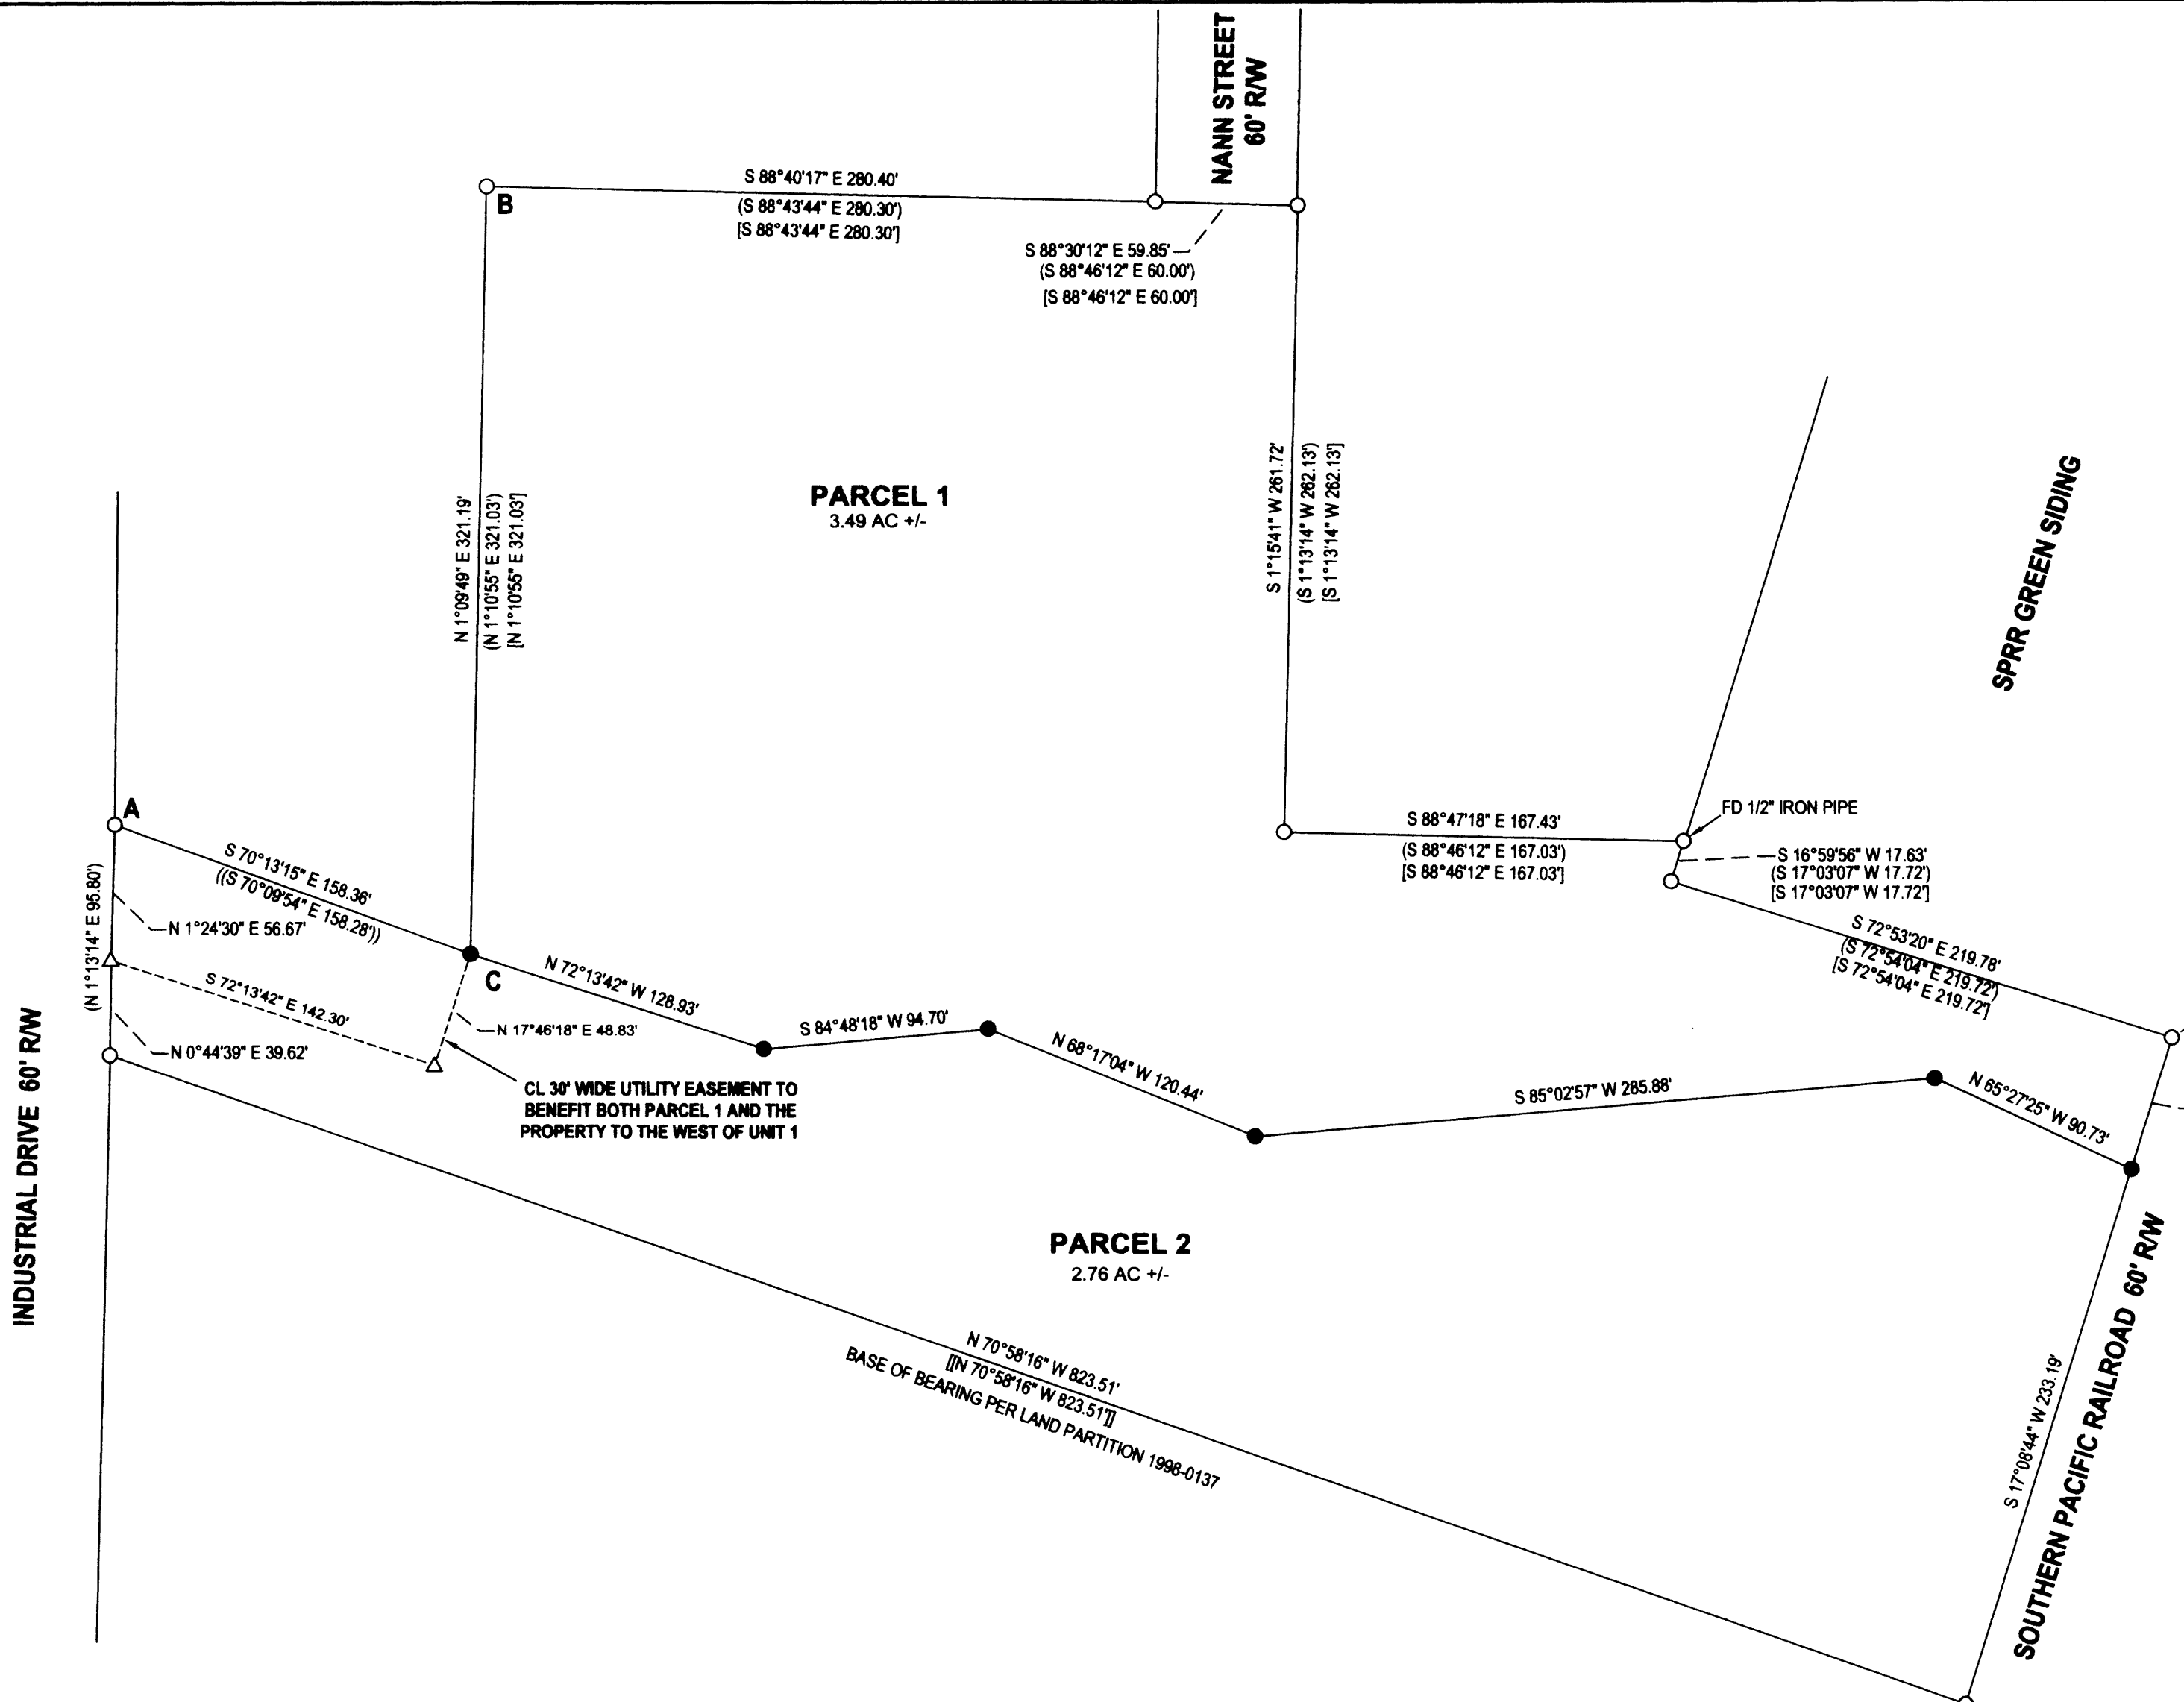 NANN STREET
60' R/W
S 88°40'17" E 280.40'
(S 88°43'44" E 280.30')
[S 88°43'44" E 280.30']
B
S 88°30'12" E 59.85'
(S 88°46'12" E 60.00')
[S 88°46'12" E 60.00']
PARCEL 1
3.49 AC +/-
N 1°09'49" E 321.19'
(N 1°10'55" E 321.03')
[N 1°10'55" E 321.03']
S 1°15'41" W 261.72'
(S 1°13'14" W 262.13')
[S 1°13'14" W 262.13']
SPRR GREEN SIDING
A
FD 1/2" IRON PIPE
S 88°47'18" E 167.43'
(S 88°46'12" E 167.03')
[S 88°46'12" E 167.03']
S 16°59'56" W 17.63'
(S 17°03'07" W 17.72')
[S 17°03'07" W 17.72']
S 70°13'15" E 158.36'
((S 70°09'54" E 158.28'))
(N 1°13'14" E 95.80')
N 1°24'30" E 56.67'
S 72°53'20" E 219.78'
(S 72°54'04" E 219.72')
[S 72°54'04" E 219.72']
C
N 72°13'42" W 128.93'
S 72°13'42" E 142.30'
N 17°46'18" E 48.83'
S 84°48'18" W 94.70'
N 0°44'39" E 39.62'
N 68°17'04" W 120.44'
S 85°02'57" W 285.88'
N 65°27'25" W 90.73'
CL 30' WIDE UTILITY EASEMENT TO
BENEFIT BOTH PARCEL 1 AND THE
PROPERTY TO THE WEST OF UNIT 1
INDUSTRIAL DRIVE 60' R/W
PARCEL 2
2.76 AC +/-
N 70°58'16" W 823.51'
[[N 70°58'16" W 823.51']]
BASE OF BEARING PER LAND PARTITION 1998-0137
S 17°08'44" W 233.19'
SOUTHERN PACIFIC RAILROAD 60' R/W